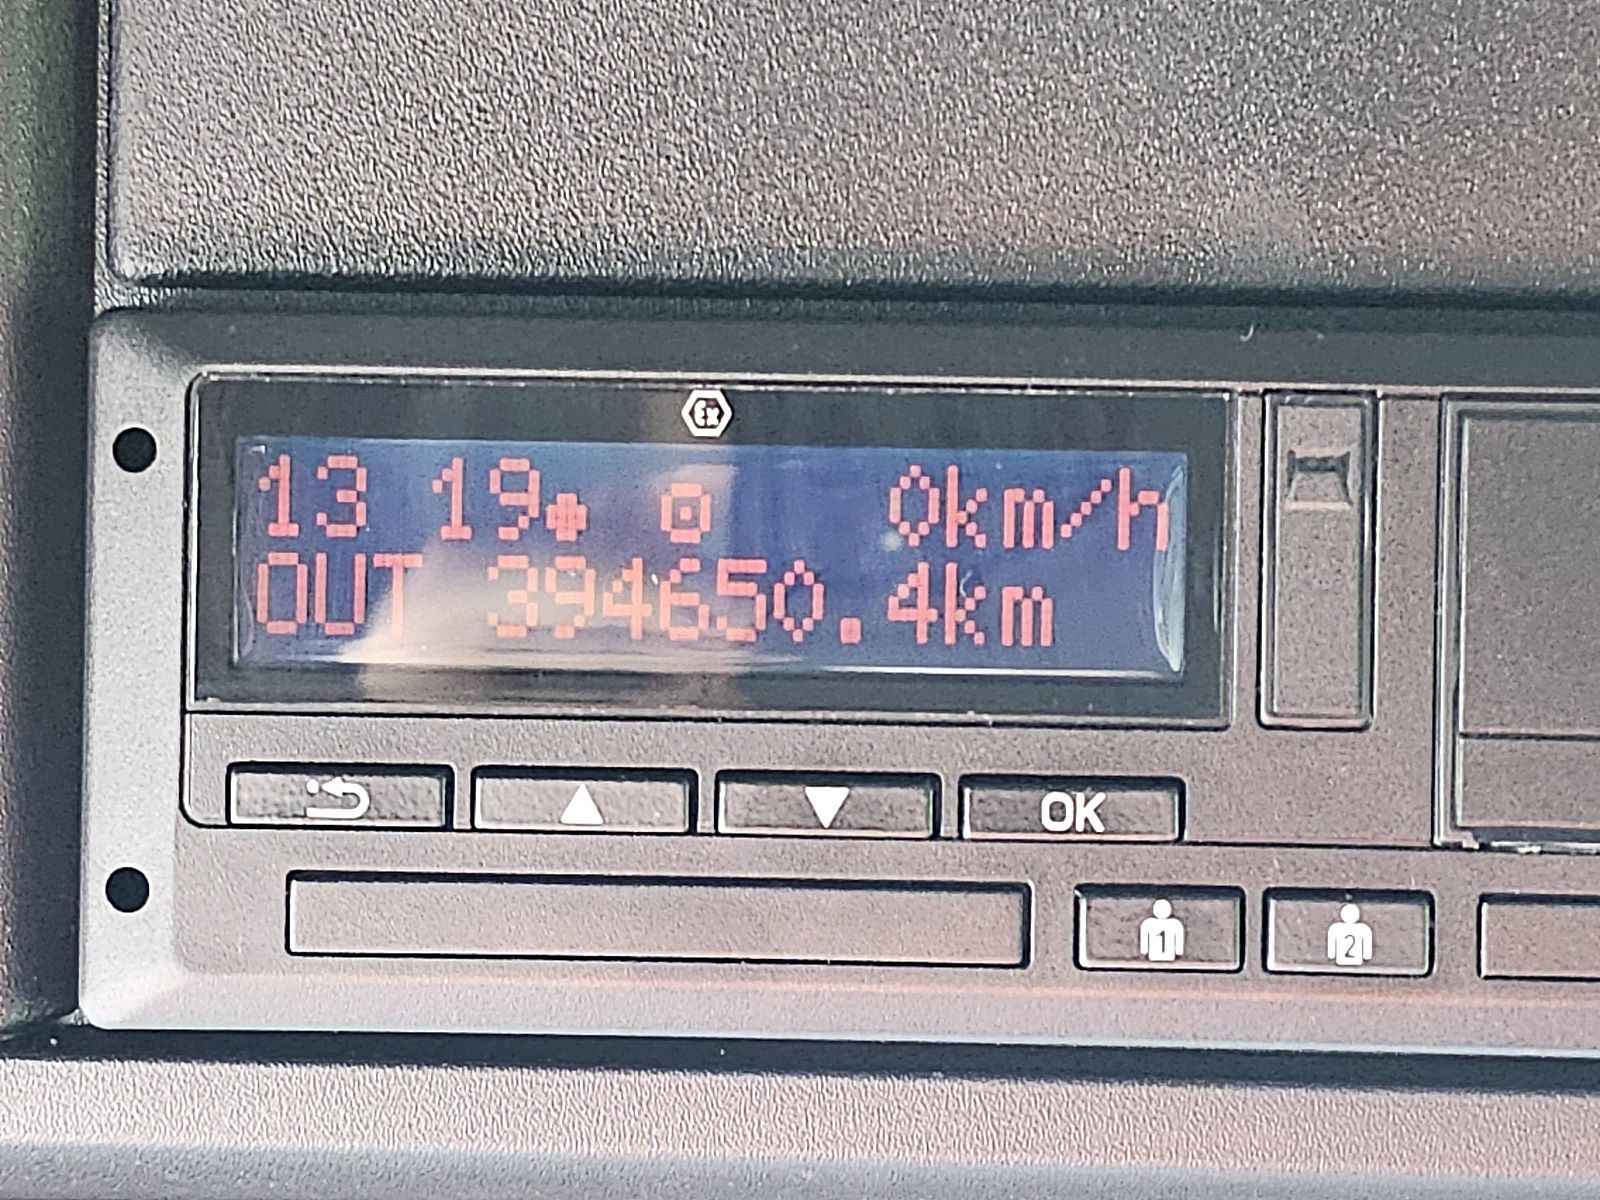 Ex
13 19● ⊡ 0km/h
OUT 394650.4km
▲ ▼ OK
1 2